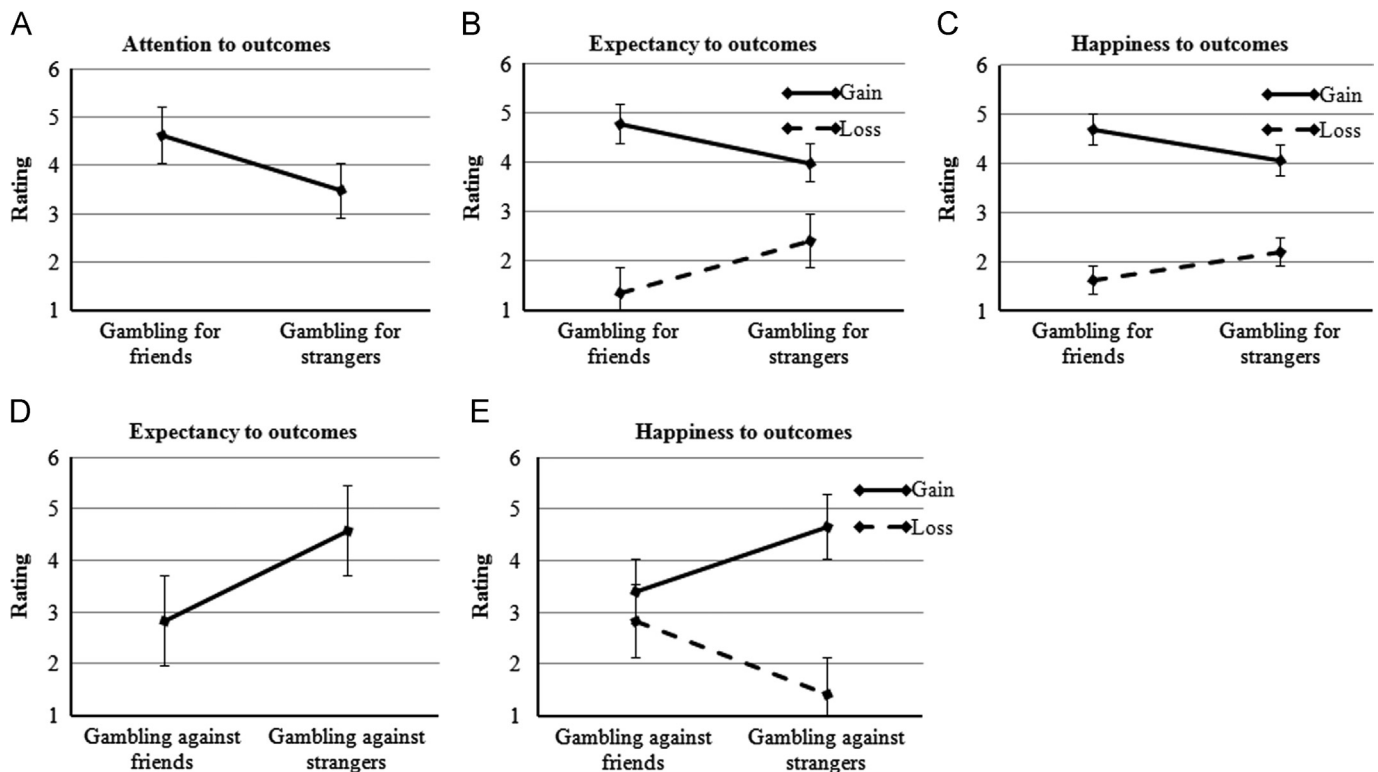 A
Attention to outcomes
6
5
4
3
2
1
Rating
Gambling for
friends
Gambling for
strangers
B
Expectancy to outcomes
6
5
4
3
2
1
Rating
Gain
Loss
Gambling for
friends
Gambling for
strangers
C
Happiness to outcomes
6
5
4
3
2
1
Rating
Gain
Loss
Gambling for
friends
Gambling for
strangers
D
Expectancy to outcomes
6
5
4
3
2
1
Rating
Gambling against
friends
Gambling against
strangers
E
Happiness to outcomes
6
5
4
3
2
1
Rating
Gain
Loss
Gambling against
friends
Gambling against
strangers